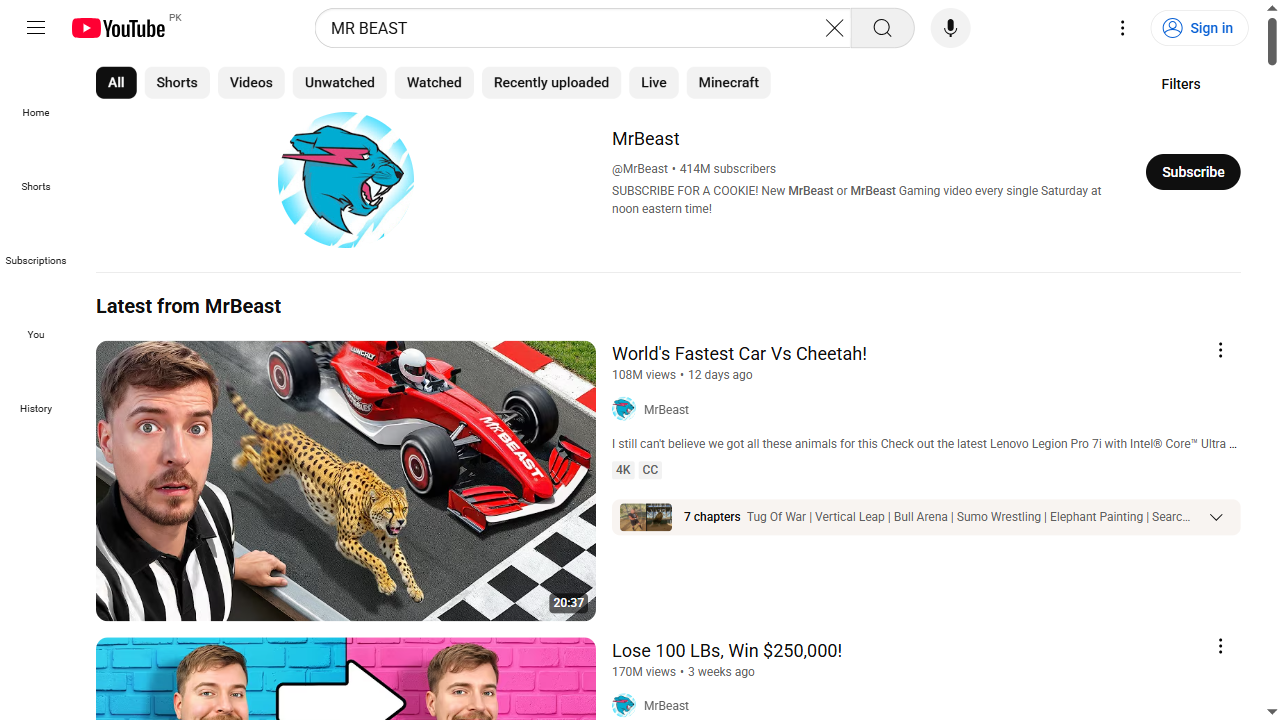 YouTube PK
MR BEAST
Sign in
All
Shorts
Videos
Unwatched
Watched
Recently uploaded
Live
Minecraft
Filters
Home
Shorts
Subscriptions
You
History
MrBeast
@MrBeast • 414M subscribers
SUBSCRIBE FOR A COOKIE! New MrBeast or MrBeast Gaming video every single Saturday at
noon eastern time!
Subscribe
Latest from MrBeast
MRBEAST
20:37
World's Fastest Car Vs Cheetah!
108M views • 12 days ago
MrBeast
I still can't believe we got all these animals for this Check out the latest Lenovo Legion Pro 7i with Intel® Core™ Ultra ...
4K CC
7 chapters Tug Of War | Vertical Leap | Bull Arena | Sumo Wrestling | Elephant Painting | Searc...
Lose 100 LBs, Win $250,000!
170M views • 3 weeks ago
MrBeast